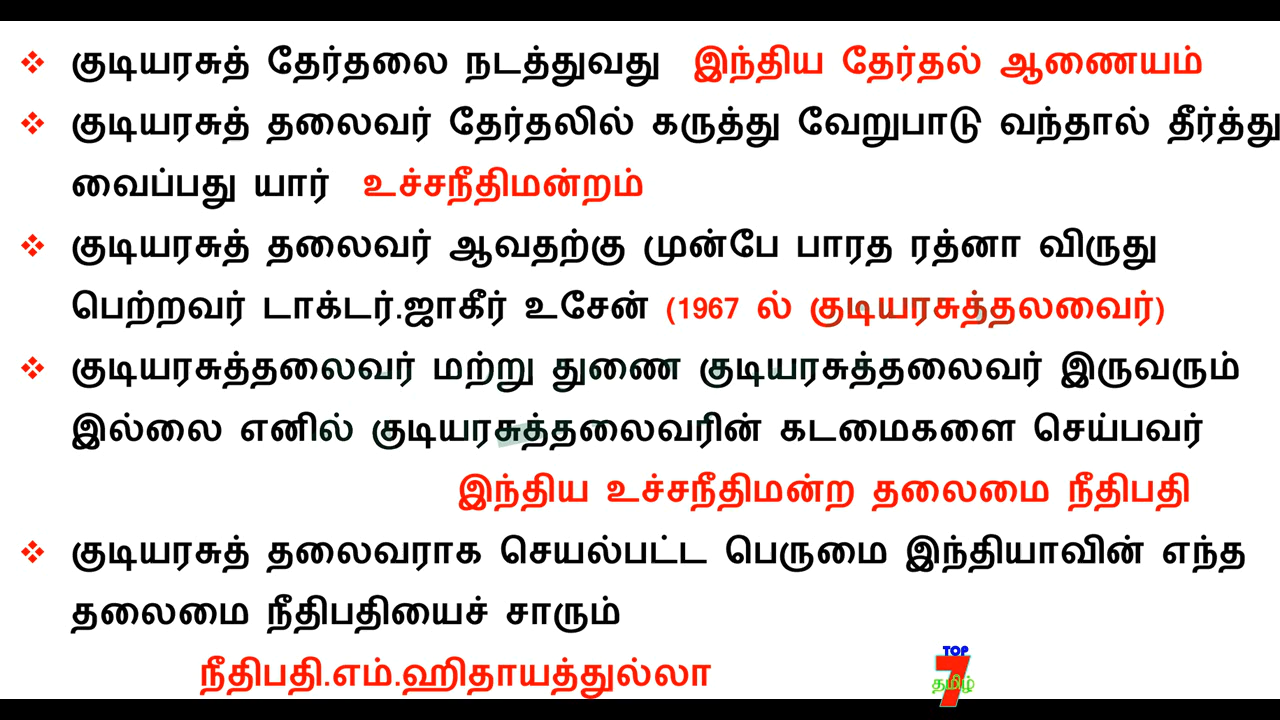 ❖ குடியரசுத் தேர்தலை நடத்துவது இந்திய தேர்தல் ஆணையம்
❖ குடியரசுத் தலைவர் தேர்தலில் கருத்து வேறுபாடு வந்தால் தீர்த்து
வைப்பது யார் உச்சநீதிமன்றம்
❖ குடியரசுத் தலைவர் ஆவதற்கு முன்பே பாரத ரத்னா விருது
பெற்றவர் டாக்டர்.ஜாகீர் உசேன் (1967 ல் குடியரசுத்தலவைர்)
❖ குடியரசுத்தலைவர் மற்று துணை குடியரசுத்தலைவர் இருவரும்
இல்லை எனில் குடியரசுத்தலைவரின் கடமைகளை செய்பவர்
இந்திய உச்சநீதிமன்ற தலைமை நீதிபதி
❖ குடியரசுத் தலைவராக செயல்பட்ட பெருமை இந்தியாவின் எந்த
தலைமை நீதிபதியைச் சாரும்
நீதிபதி.எம்.ஹிதாயத்துல்லா
TOP
7
தமிழ்